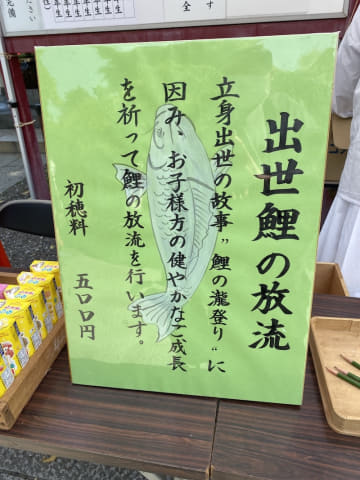 出世鯉の放流
立身出世の故事”鯉の瀧登り“に
因み、お子様方の健やかなご成長
を祈って鯉の放流を行います。
初穂料 五〇〇円